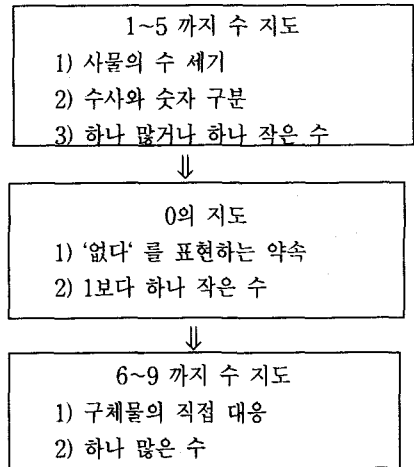 1~5 까지 수 지도
1) 사물의 수 세기
2) 수사와 숫자 구분
3) 하나 많거나 하나 작은 수
⇓
0의 지도
1) '없다' 를 표현하는 약속
2) 1보다 하나 작은 수
⇓
6~9 까지 수 지도
1) 구체물의 직접 대응
2) 하나 많은 수